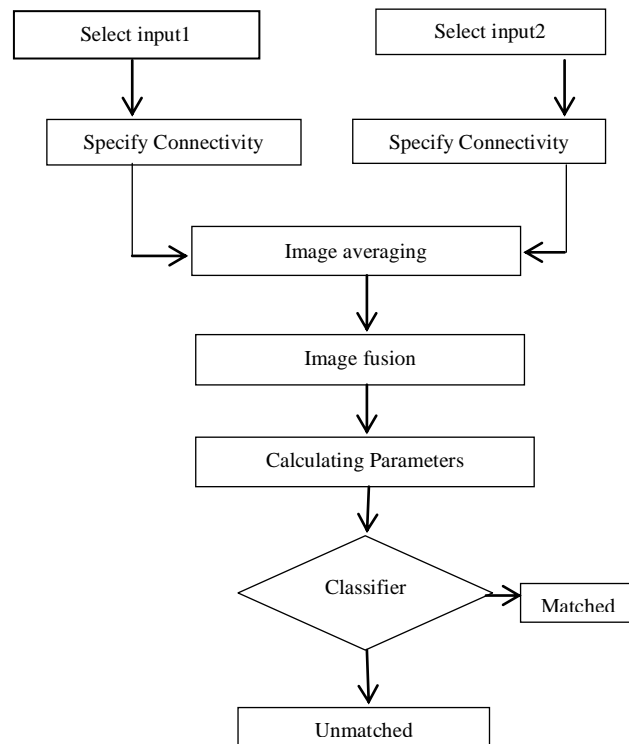 Select input1
Select input2
Specify Connectivity
Specify Connectivity
Image averaging
Image fusion
Calculating Parameters
Classifier
Matched
Unmatched